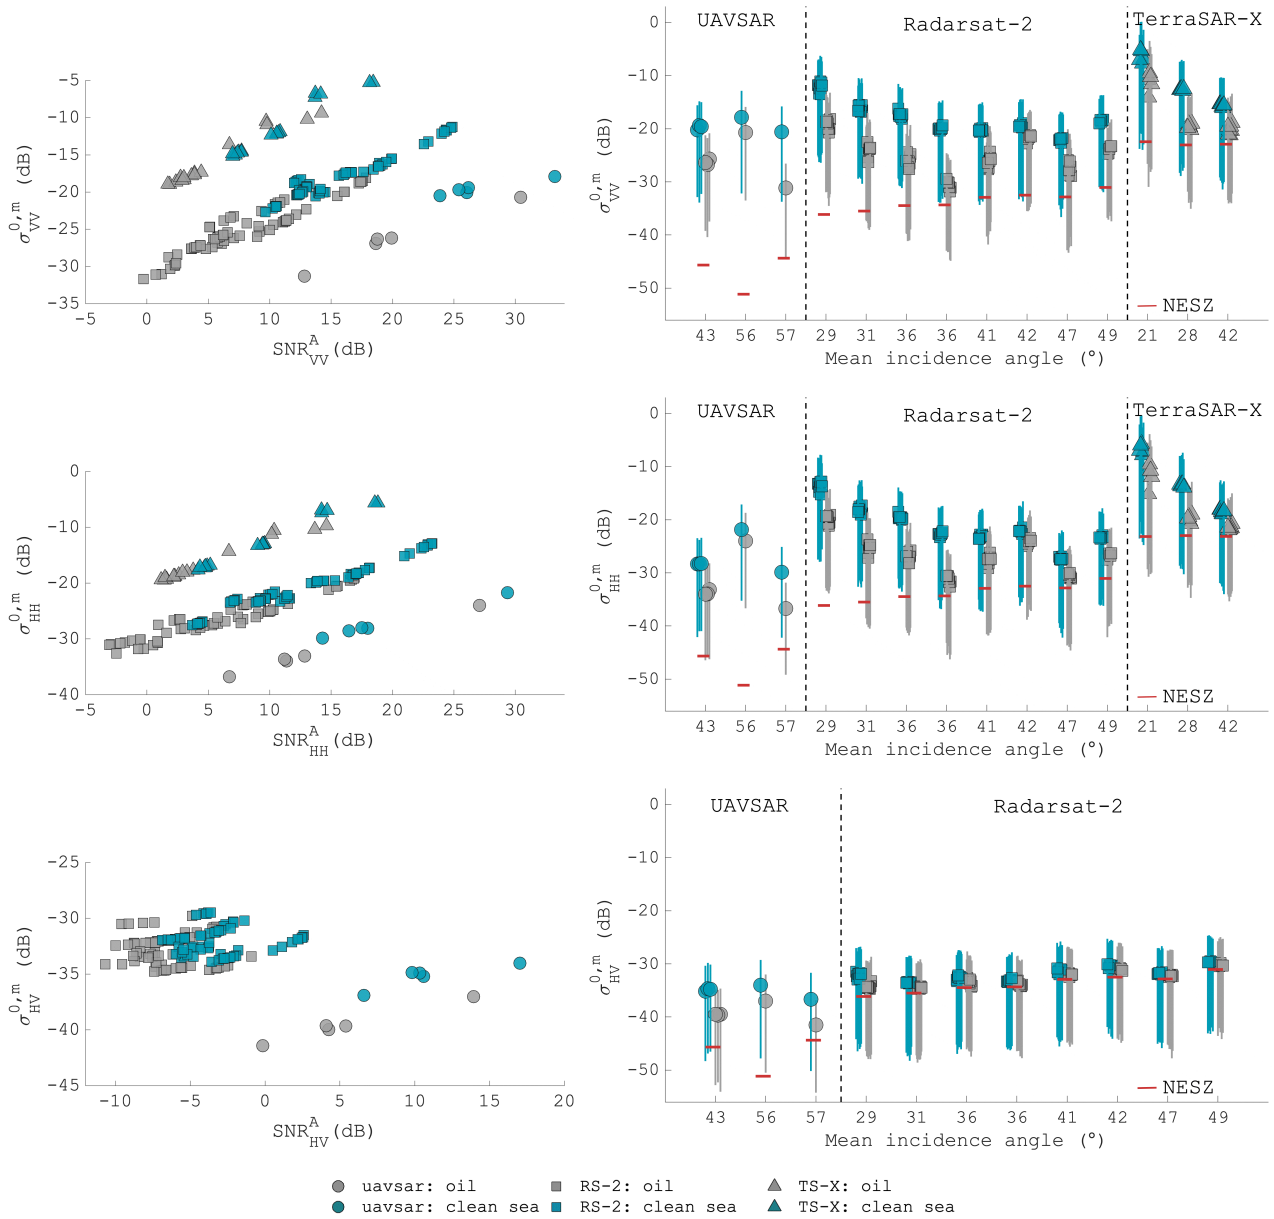 UAVSAR
Radarsat-2
TerraSAR-X
σ0,mVV (dB)
−5
−10
−15
−20
−25
−30
−35
−5 0 5 10 15 20 25 30
SNRAVV(dB)
σ0,mVV (dB)
−0
−10
−20
−30
−40
−50
NESZ
43 56 57 29 31 36 36 41 42 47 49 21 28 42
Mean incidence angle (°)
UAVSAR
Radarsat-2
TerraSAR-X
σ0,mHH (dB)
0
−10
−20
−30
−40
−5 0 5 10 15 20 25 30
SNRAHH(dB)
σ0,mHH (dB)
−0
−10
−20
−30
−40
−50
NESZ
43 56 57 29 31 36 36 41 42 47 49 21 28 42
Mean incidence angle (°)
UAVSAR
Radarsat-2
σ0,mHV (dB)
−25
−30
−35
−40
−45
−10 −5 0 5 10 15 20
SNRAHV(dB)
σ0,mHV (dB)
−0
−10
−20
−30
−40
−50
NESZ
43 56 57 29 31 36 36 41 42 47 49
Mean incidence angle (°)
uavsar: oil
RS-2: oil
TS-X: oil
uavsar: clean sea
RS-2: clean sea
TS-X: clean sea